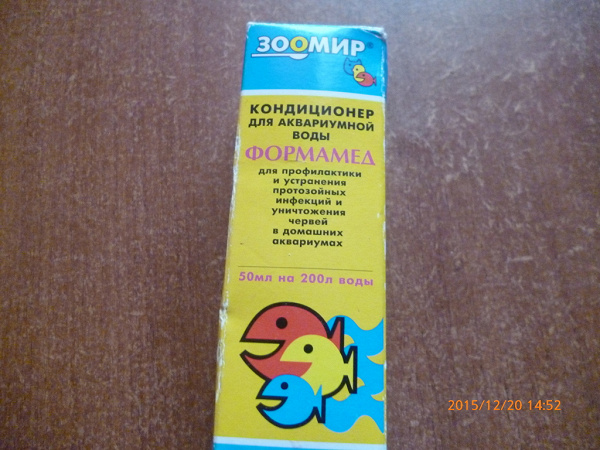 ЗООМИР®
КОНДИЦИОНЕР
ДЛЯ АКВАРИУМНОЙ
ВОДЫ
ФОРМАМЕД
для профилактики
и устранения
протозойных
инфекций и
уничтожения
червей
в домашних
аквариумах
50мл на 200л воды
2015/12/20 14:52